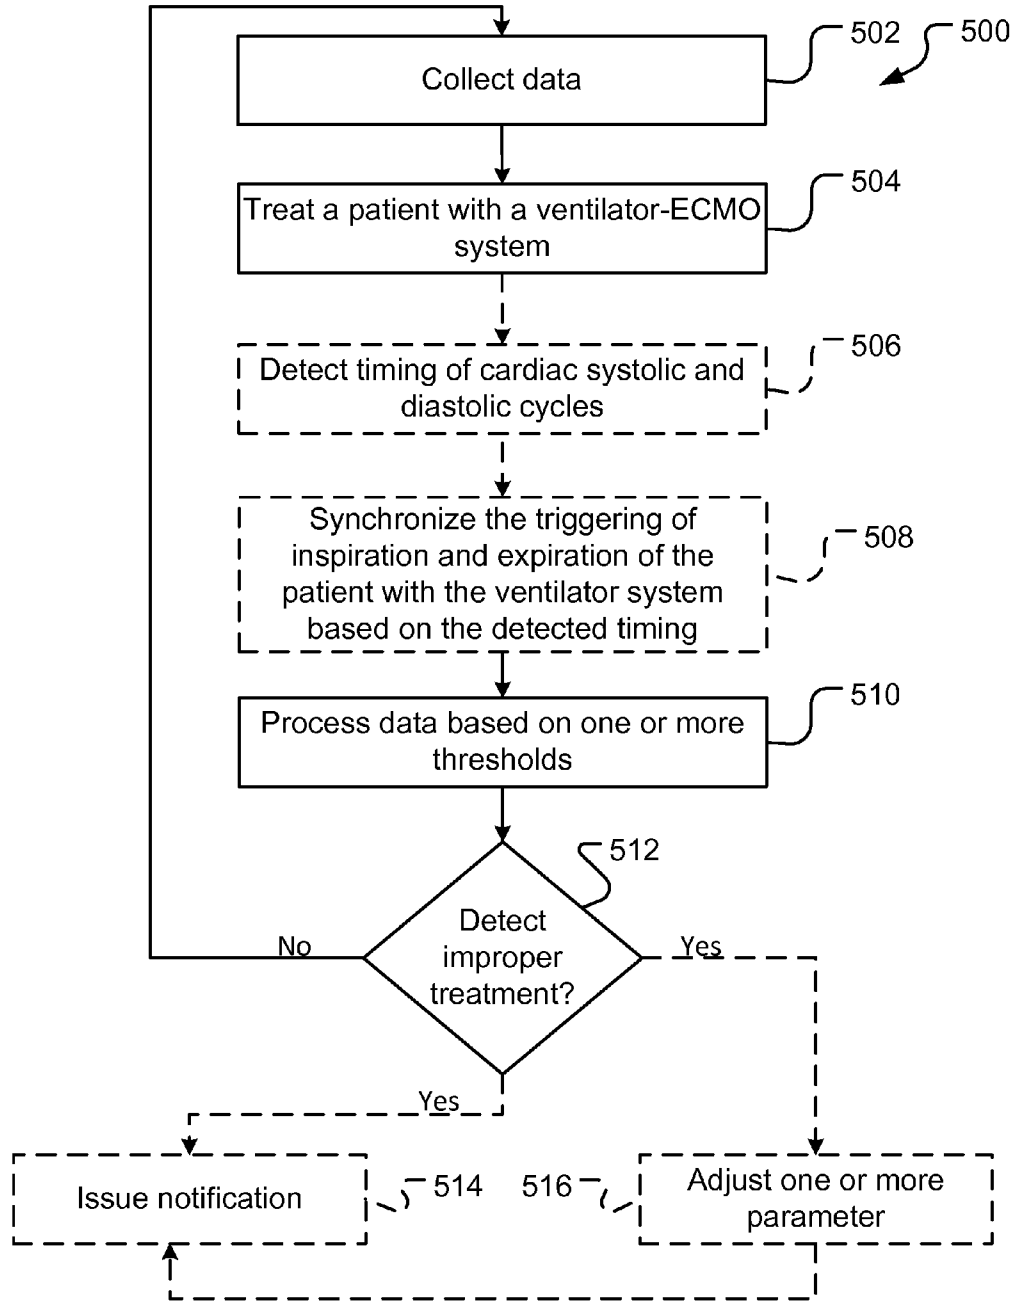 502
500
Collect data
504
Treat a patient with a ventilator-ECMO
system
506
Detect timing of cardiac systolic and
diastolic cycles
508
Synchronize the triggering of
inspiration and expiration of the
patient with the ventilator system
based on the detected timing
510
Process data based on one or more
thresholds
512
Detect
improper
treatment?
No
Yes
Yes
514
516
Issue notification
Adjust one or more
parameter